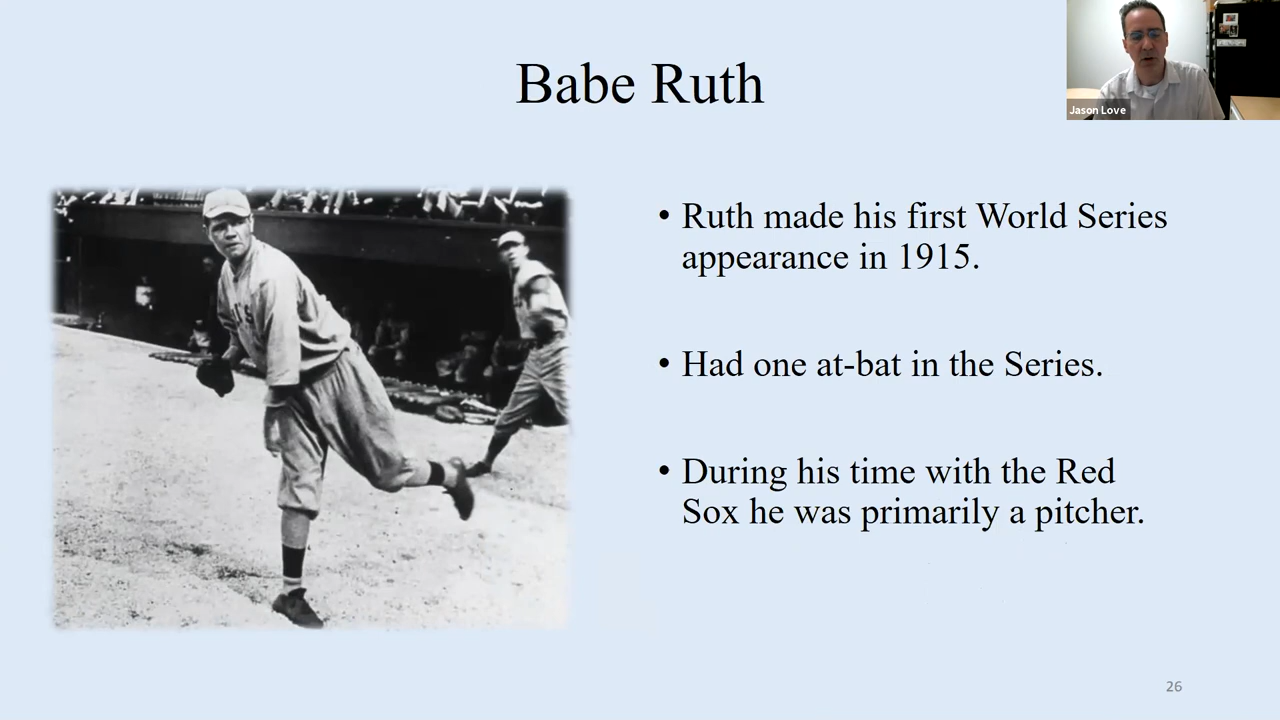 Babe Ruth
Jason Love
• Ruth made his first World Series
appearance in 1915.
• Had one at-bat in the Series.
• During his time with the Red
Sox he was primarily a pitcher.
26